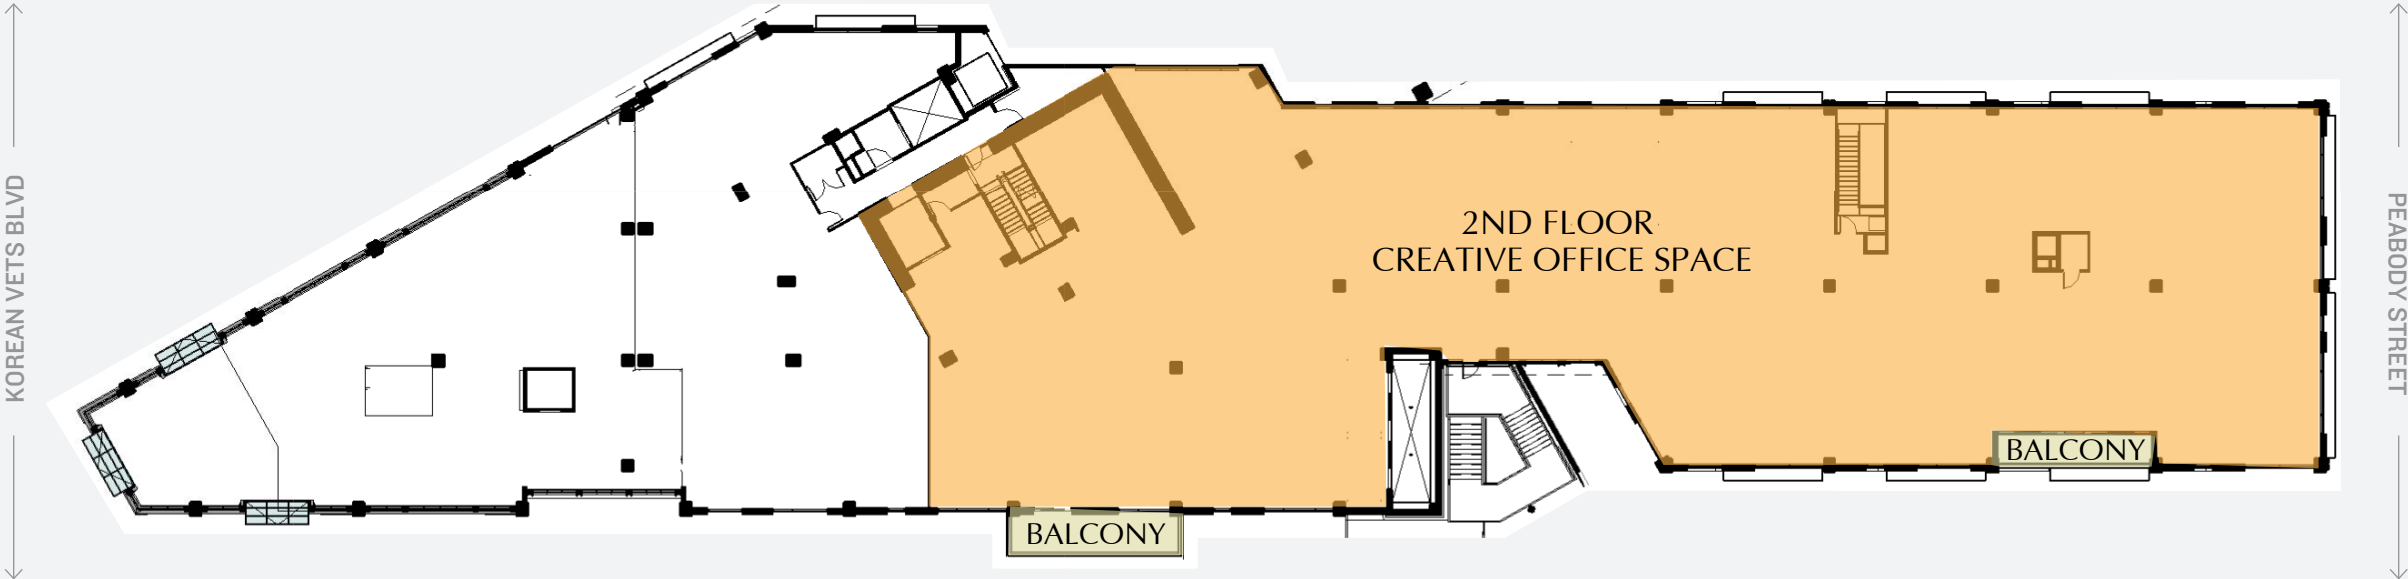 KOREAN VETS BLVD
2ND FLOOR
CREATIVE OFFICE SPACE
BALCONY
BALCONY
PEABODY STREET